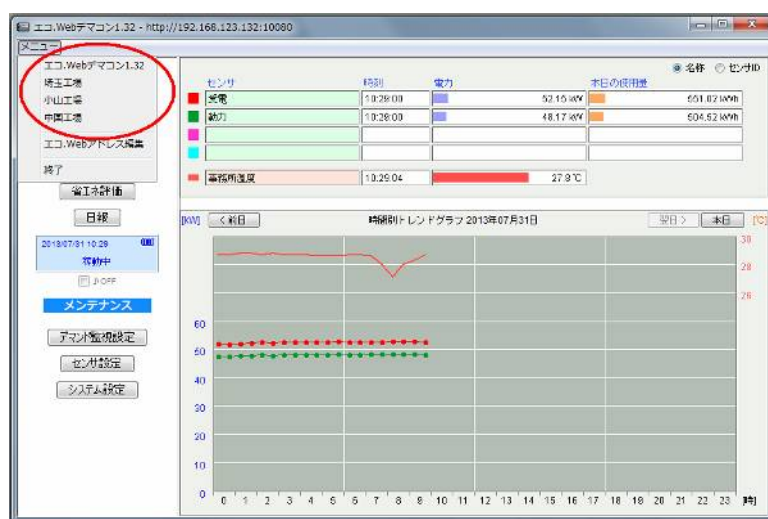 エコ.Webデマコン1.32 - http://192.168.123.132:10080
メニュー
エコ.Webデマコン1.32
埼玉工場
小山工場
中国工場
エコ.Webアドレス編集
終了
省エネ評価
日報
2013/07/31 10:29
稼動中
♪OFF
メンテナンス
デマンド監視設定
センサ設定
システム設定
名称 センサID
センサ 時刻 電力 本日の使用量
受電 10:29:00 52.15 kW 551.02 kWh
動力 10:29:00 48.17 kW 504.52 kWh
事務所温度 10:29:04 27.8℃
[kW] <前日 時間別トレンドグラフ 2013年07月31日 翌日> 本日 [℃]
30
28
26
60
50
40
30
20
10
0
0 1 2 3 4 5 6 7 8 9 10 11 12 13 14 15 16 17 18 19 20 21 22 23 [時]